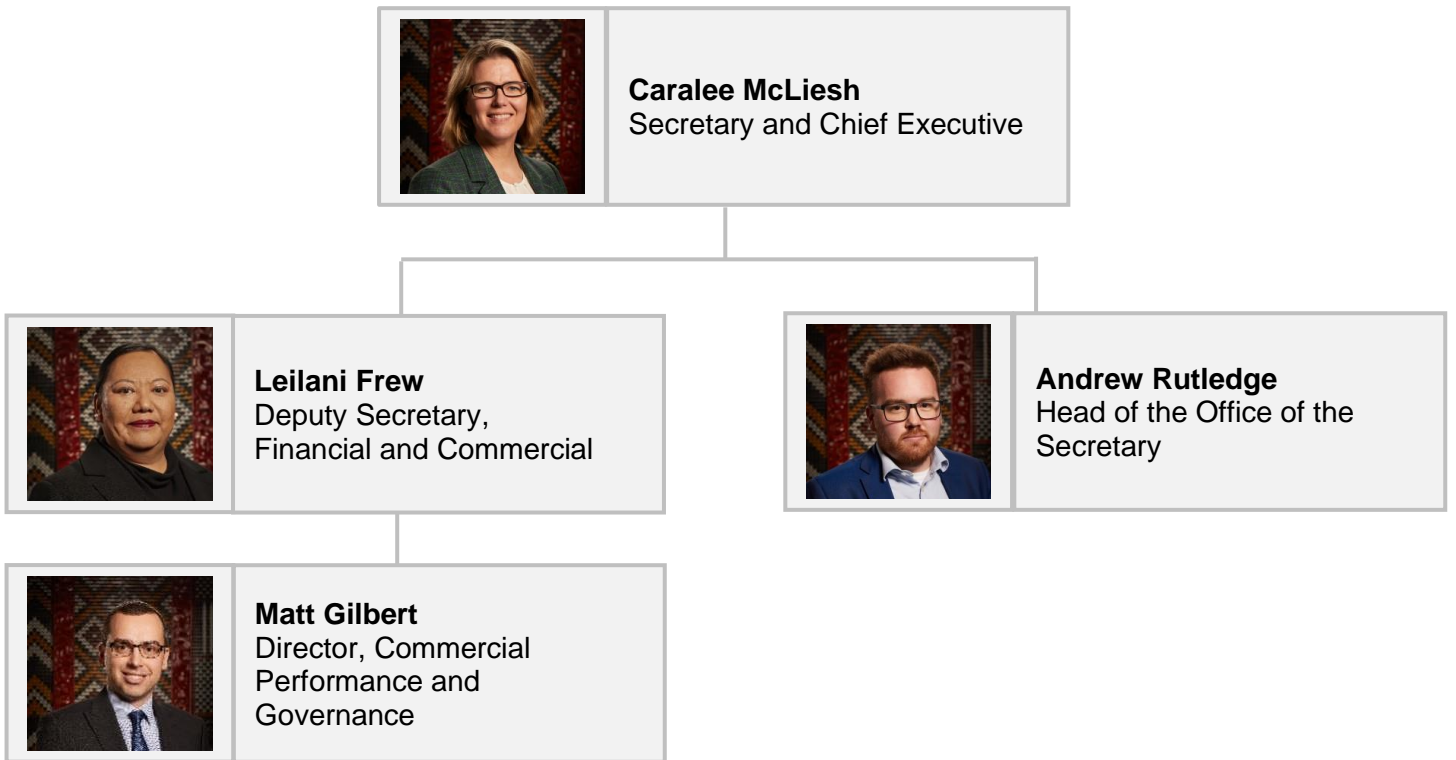 Caralee McLiesh
Secretary and Chief Executive
Leilani Frew
Deputy Secretary,
Financial and Commercial
Andrew Rutledge
Head of the Office of the
Secretary
Matt Gilbert
Director, Commercial
Performance and
Governance